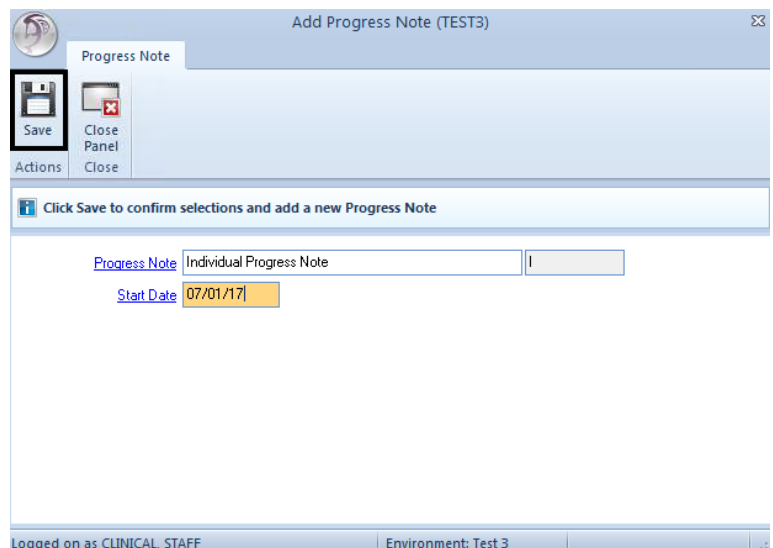 Add Progress Note (TEST3)
Progress Note
Save
Close
Panel
Actions
Close
Click Save to confirm selections and add a new Progress Note
Progress Note Individual Progress Note I
Start Date 07/01/17
Logged on as CLINICAL, STAFF Environment: Test 3